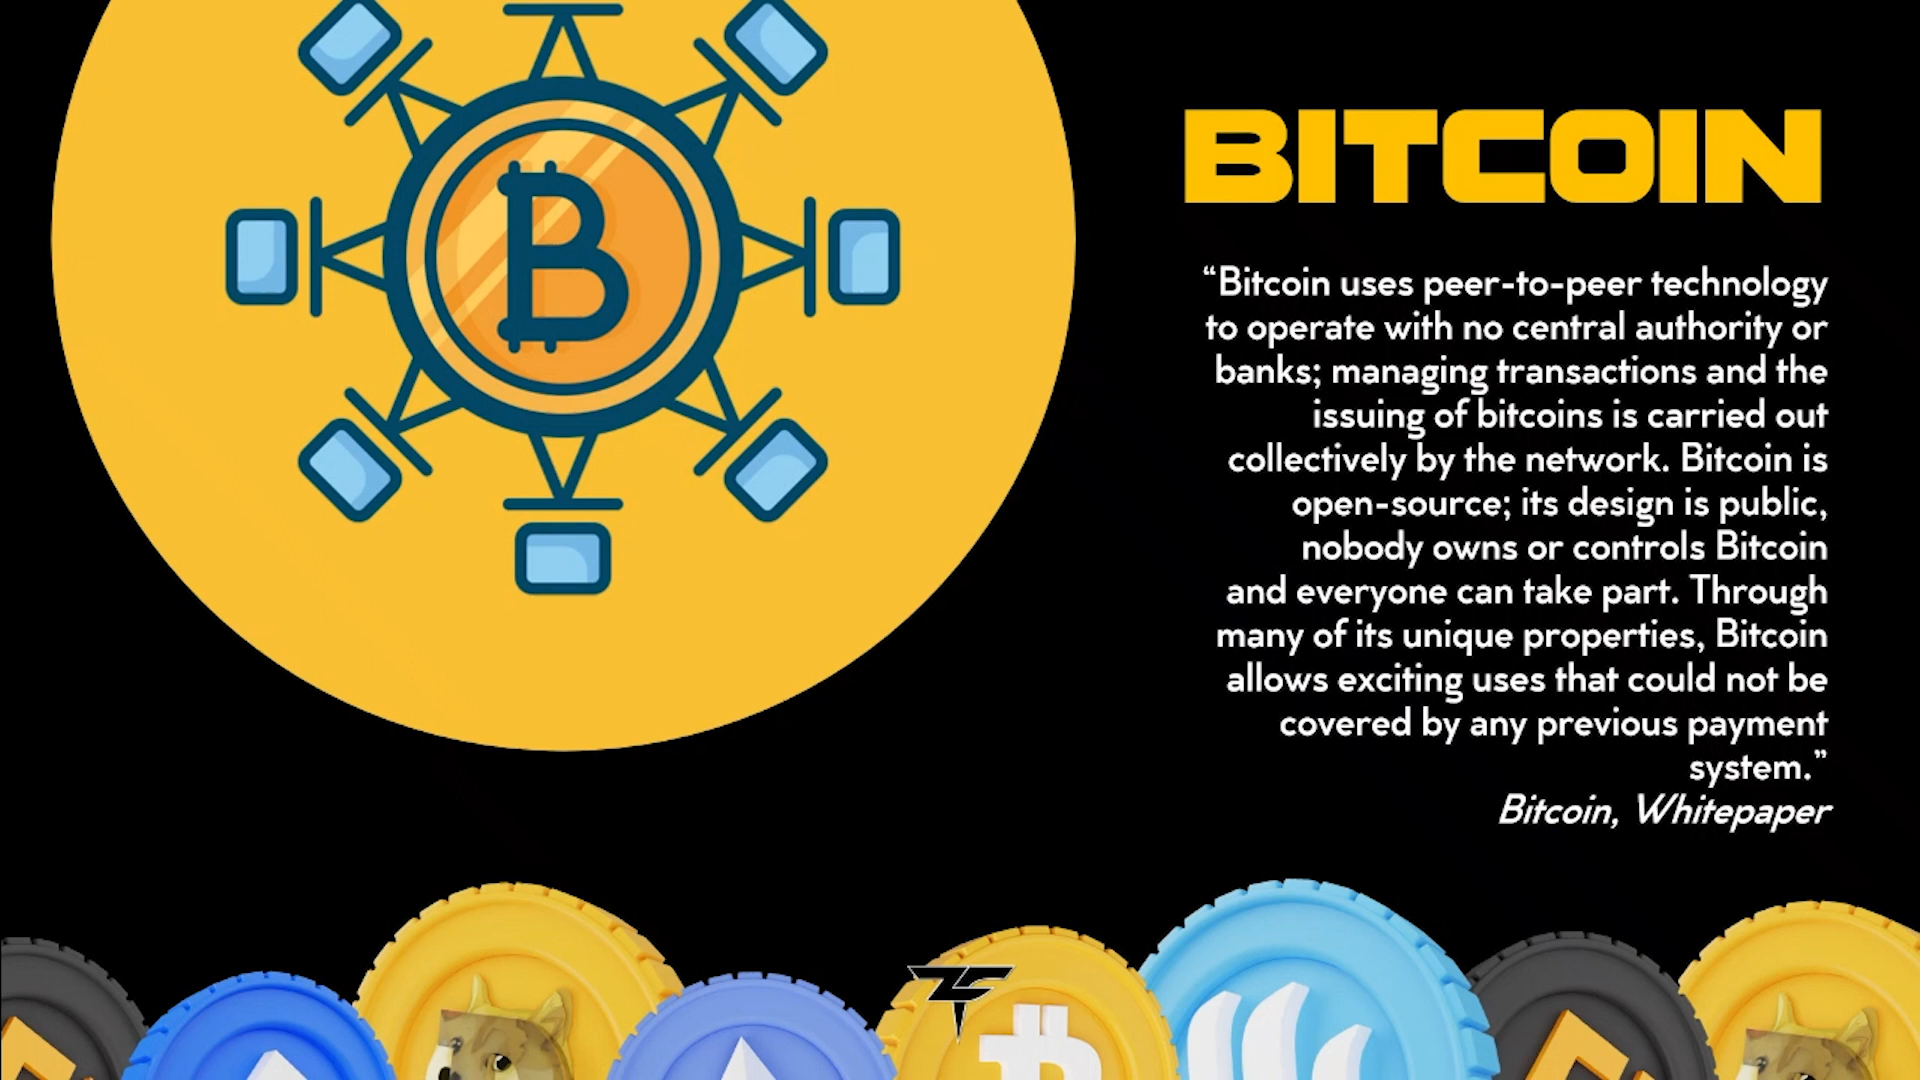 BITCOIN
“Bitcoin uses peer-to-peer technology
to operate with no central authority or
banks; managing transactions and the
issuing of bitcoins is carried out
collectively by the network. Bitcoin is
open-source; its design is public,
nobody owns or controls Bitcoin
and everyone can take part. Through
many of its unique properties, Bitcoin
allows exciting uses that could not be
covered by any previous payment
system.”
Bitcoin, Whitepaper